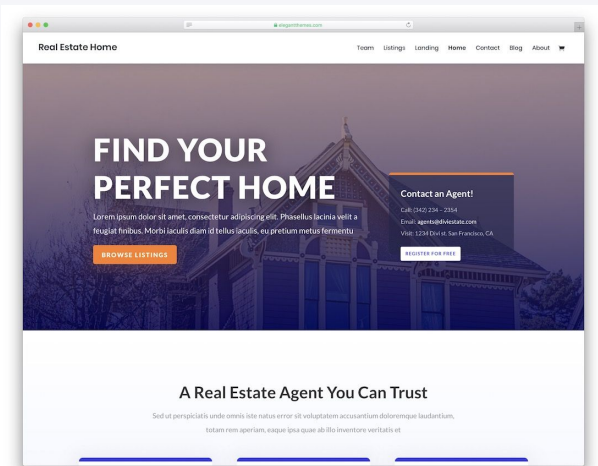 elegantthemes.com
Real Estate Home
Team Listings Landing Home Contact Blog About
FIND YOUR
PERFECT HOME
Lorem ipsum dolor sit amet, consectetur adipiscing elit. Phasellus lacinia velit a
feugiat finibus. Morbi iaculis diam id tellus iaculis, eu pretium metus fermentu
BROWSE LISTINGS
Contact an Agent!
Call: (342) 234 - 2354
Email: agents@diviestate.com
Visit: 1234 Divi st. San Francisco, CA
REGISTER FOR FREE
A Real Estate Agent You Can Trust
Sed ut perspiciatis unde omnis iste natus error sit voluptatem accusantium doloremque laudantium,
totam rem aperiam, eaque ipsa quae ab illo inventore veritatis et